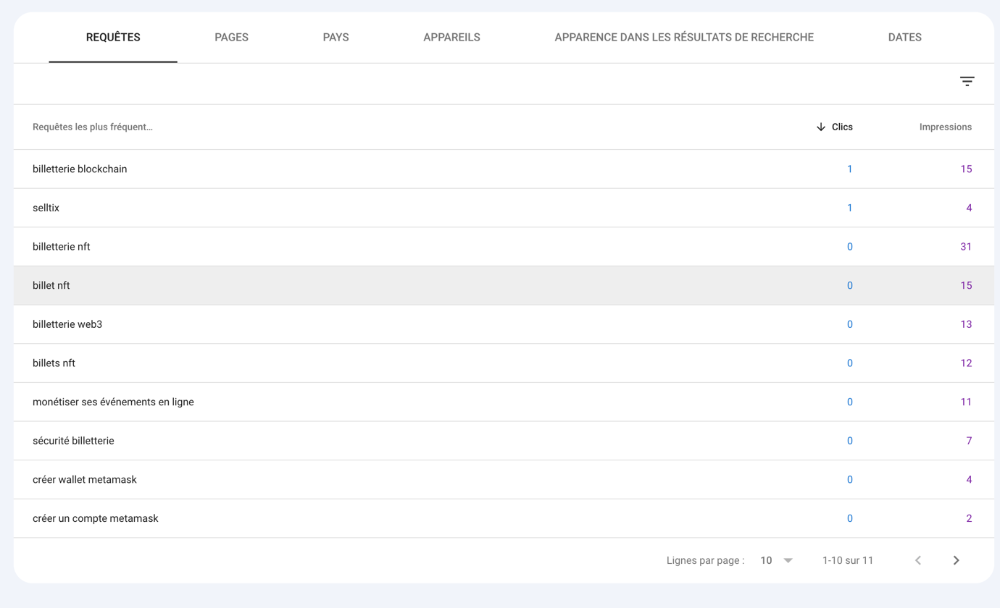 REQUÊTES PAGES PAYS APPAREILS APPARENCE DANS LES RÉSULTATS DE RECHERCHE DATES
Requêtes les plus fréquent... Clics Impressions
billetterie blockchain 1 15
selltix 1 4
billetterie nft 0 31
billet nft 0 15
billetterie web3 0 13
billets nft 0 12
monétiser ses événements en ligne 0 11
sécurité billetterie 0 7
créer wallet metamask 0 4
créer un compte metamask 0 2
Lignes par page : 10 1-10 sur 11